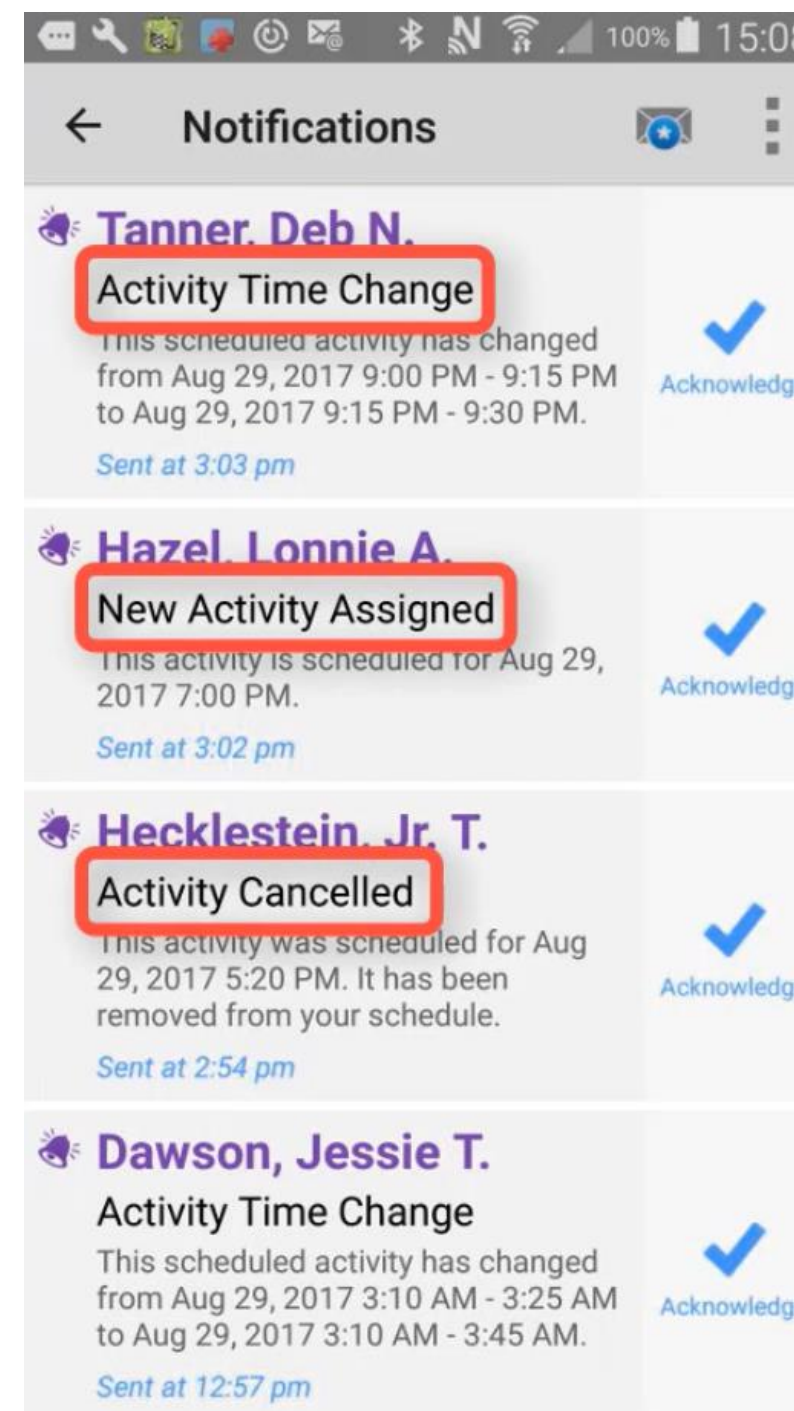 100% 15:08
Notifications
Tanner, Deb N.
Activity Time Change
This scheduled activity has changed
from Aug 29, 2017 9:00 PM - 9:15 PM
to Aug 29, 2017 9:15 PM - 9:30 PM.
Acknowledg
Sent at 3:03 pm
Hazel, Lonnie A.
New Activity Assigned
This activity is scheduled for Aug 29,
2017 7:00 PM.
Acknowledg
Sent at 3:02 pm
Hecklestein, Jr. T.
Activity Cancelled
This activity was scheduled for Aug
29, 2017 5:20 PM. It has been
removed from your schedule.
Acknowledg
Sent at 2:54 pm
Dawson, Jessie T.
Activity Time Change
This scheduled activity has changed
from Aug 29, 2017 3:10 AM - 3:25 AM
to Aug 29, 2017 3:10 AM - 3:45 AM.
Acknowledg
Sent at 12:57 pm